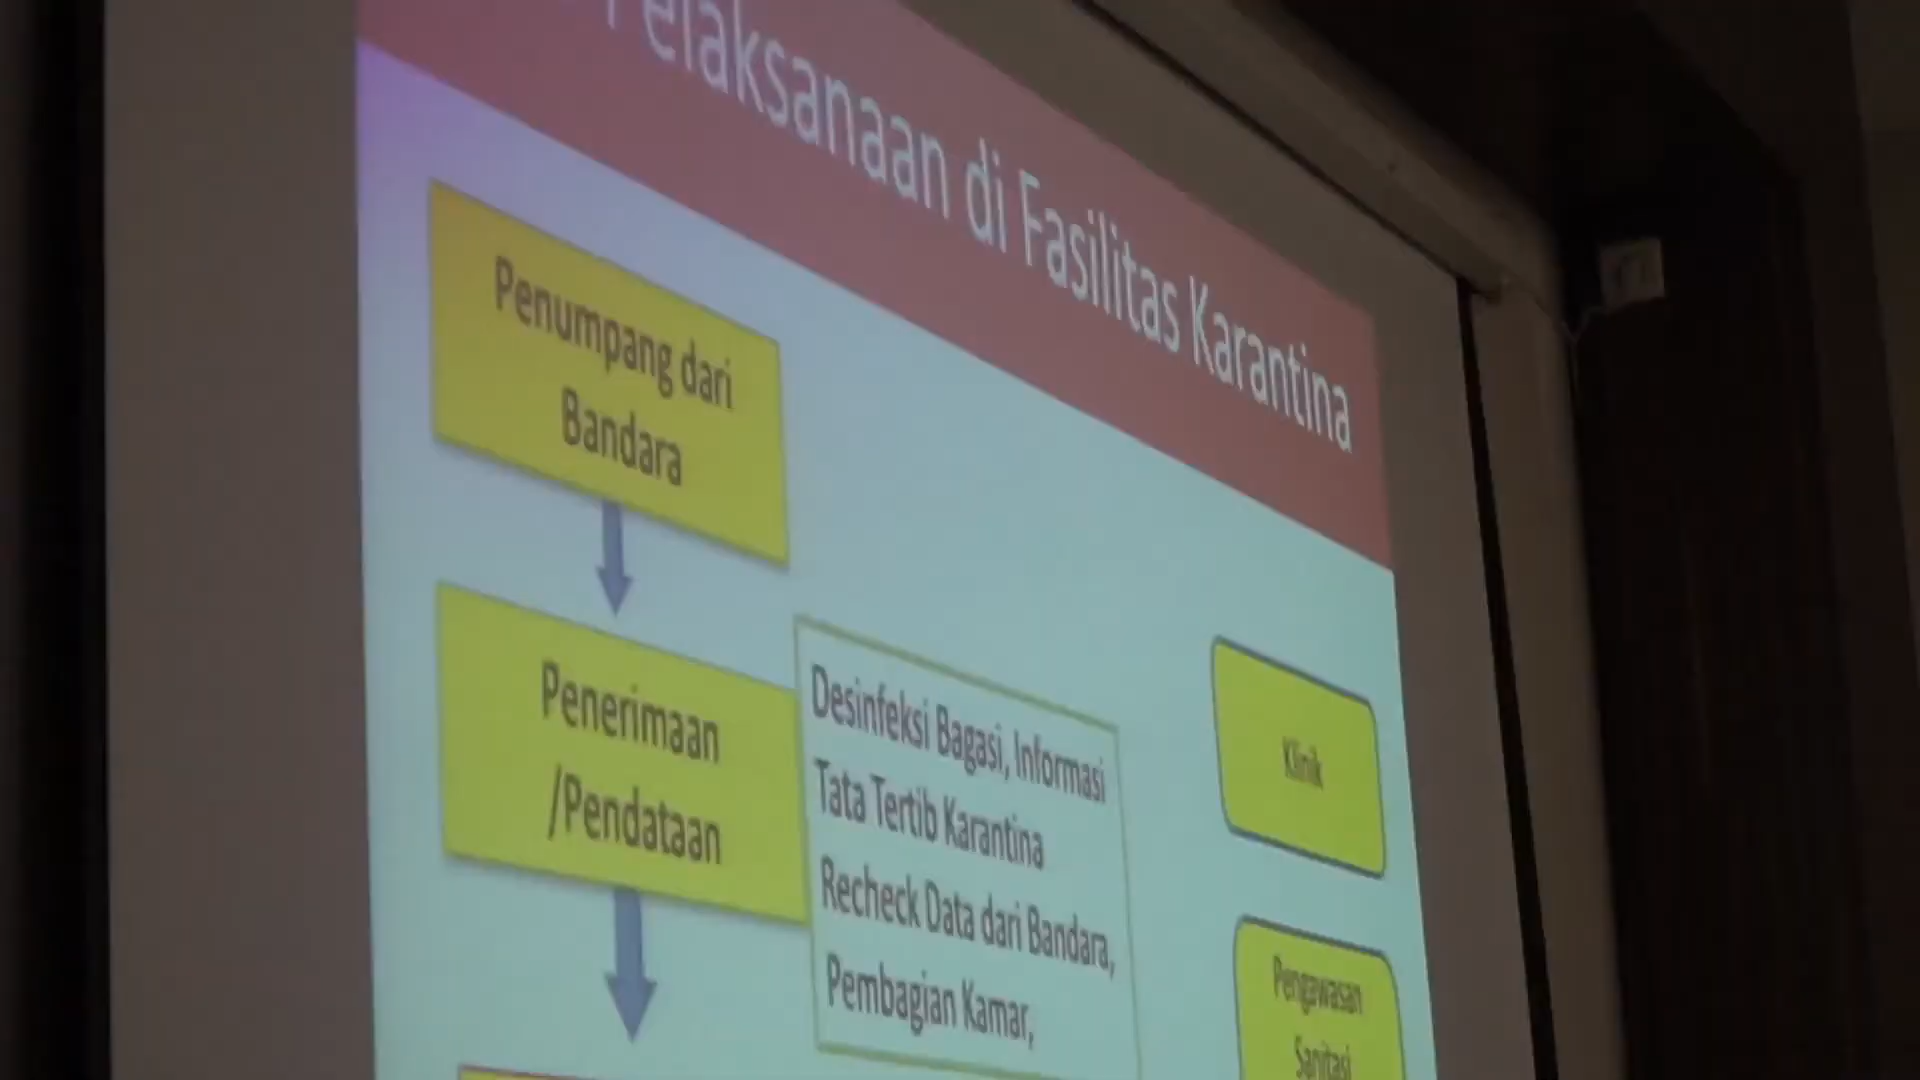 Pelaksanaan di Fasilitas Karantina
Penumpang dari
Bandara
Penerimaan
/Pendataan
Desinfeksi Bagasi, Informasi
Tata Tertib Karantina
Recheck Data dari Bandara,
Pembagian Kamar,
Klinik
Pengawasan
Sanitasi